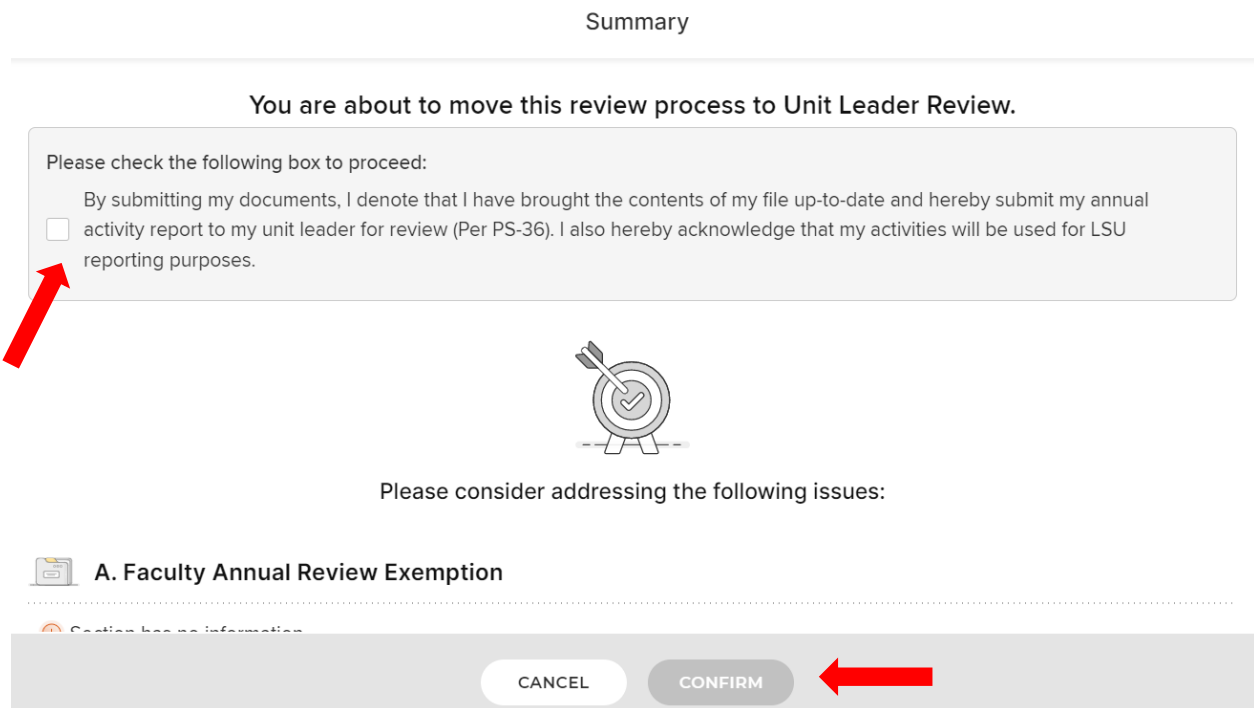 Summary
You are about to move this review process to Unit Leader Review.
Please check the following box to proceed:
By submitting my documents, I denote that I have brought the contents of my file up-to-date and hereby submit my annual
activity report to my unit leader for review (Per PS-36). I also hereby acknowledge that my activities will be used for LSU
reporting purposes.
Please consider addressing the following issues:
A. Faculty Annual Review Exemption
Section has no information
CANCEL CONFIRM